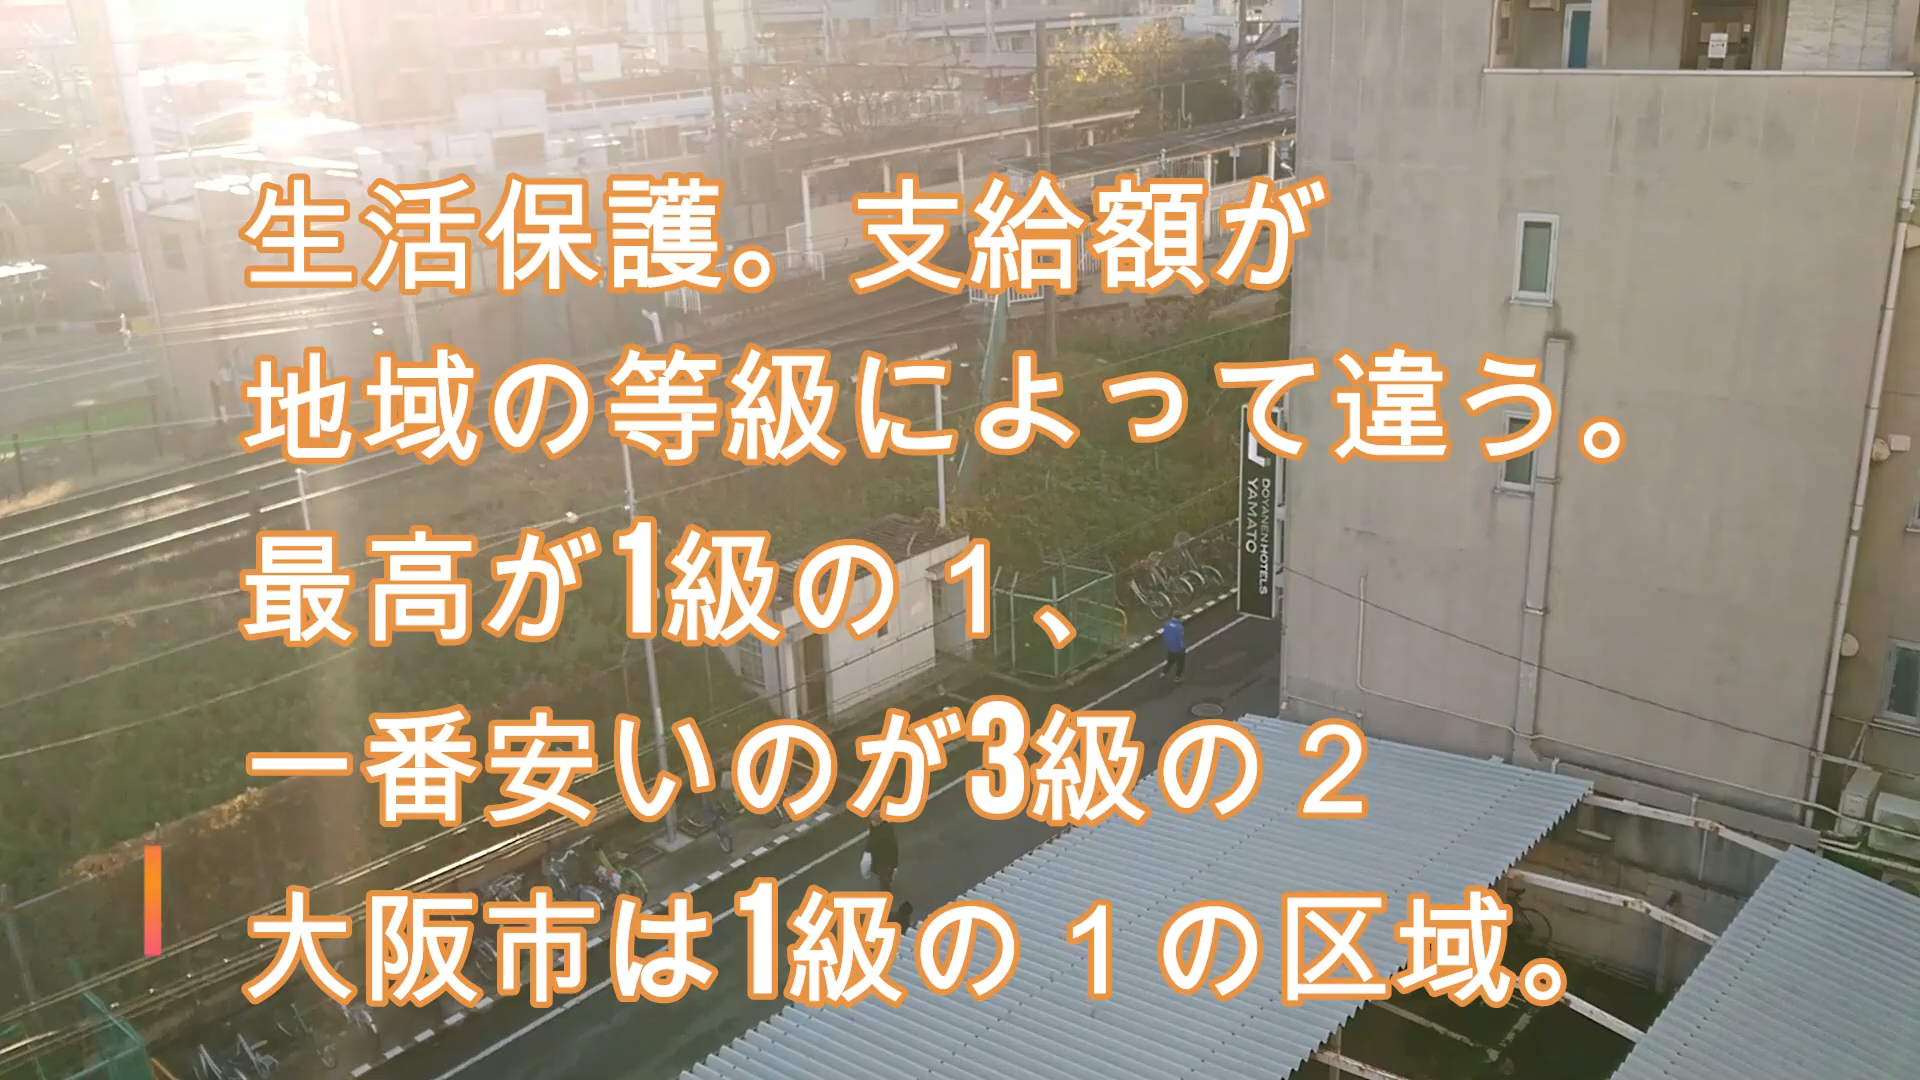 生活保護。支給額が
地域の等級によって違う。
最高が1級の１、
一番安いのが3級の２
大阪市は1級の１の区域。
DOYANEN HOTELS
YAMATO